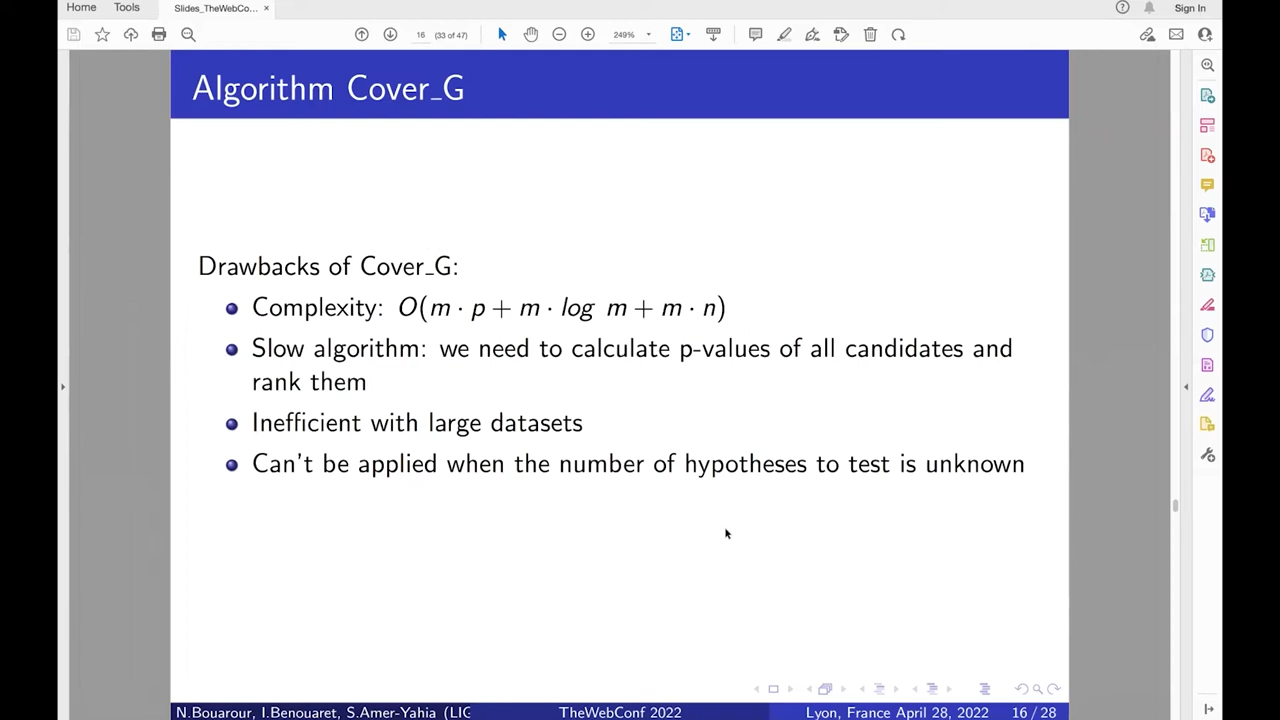 Home Tools Slides_TheWebCo... ×
Sign In
16 (33 of 47) 249%
Algorithm Cover_G
Drawbacks of Cover_G:
Complexity: O(m · p + m · log m + m · n)
Slow algorithm: we need to calculate p-values of all candidates and
rank them
Inefficient with large datasets
Can't be applied when the number of hypotheses to test is unknown
N.Bouarour, I.Benouaret, S.Amer-Yahia (LIG TheWebConf 2022 Lyon, France April 28, 2022 16 / 28